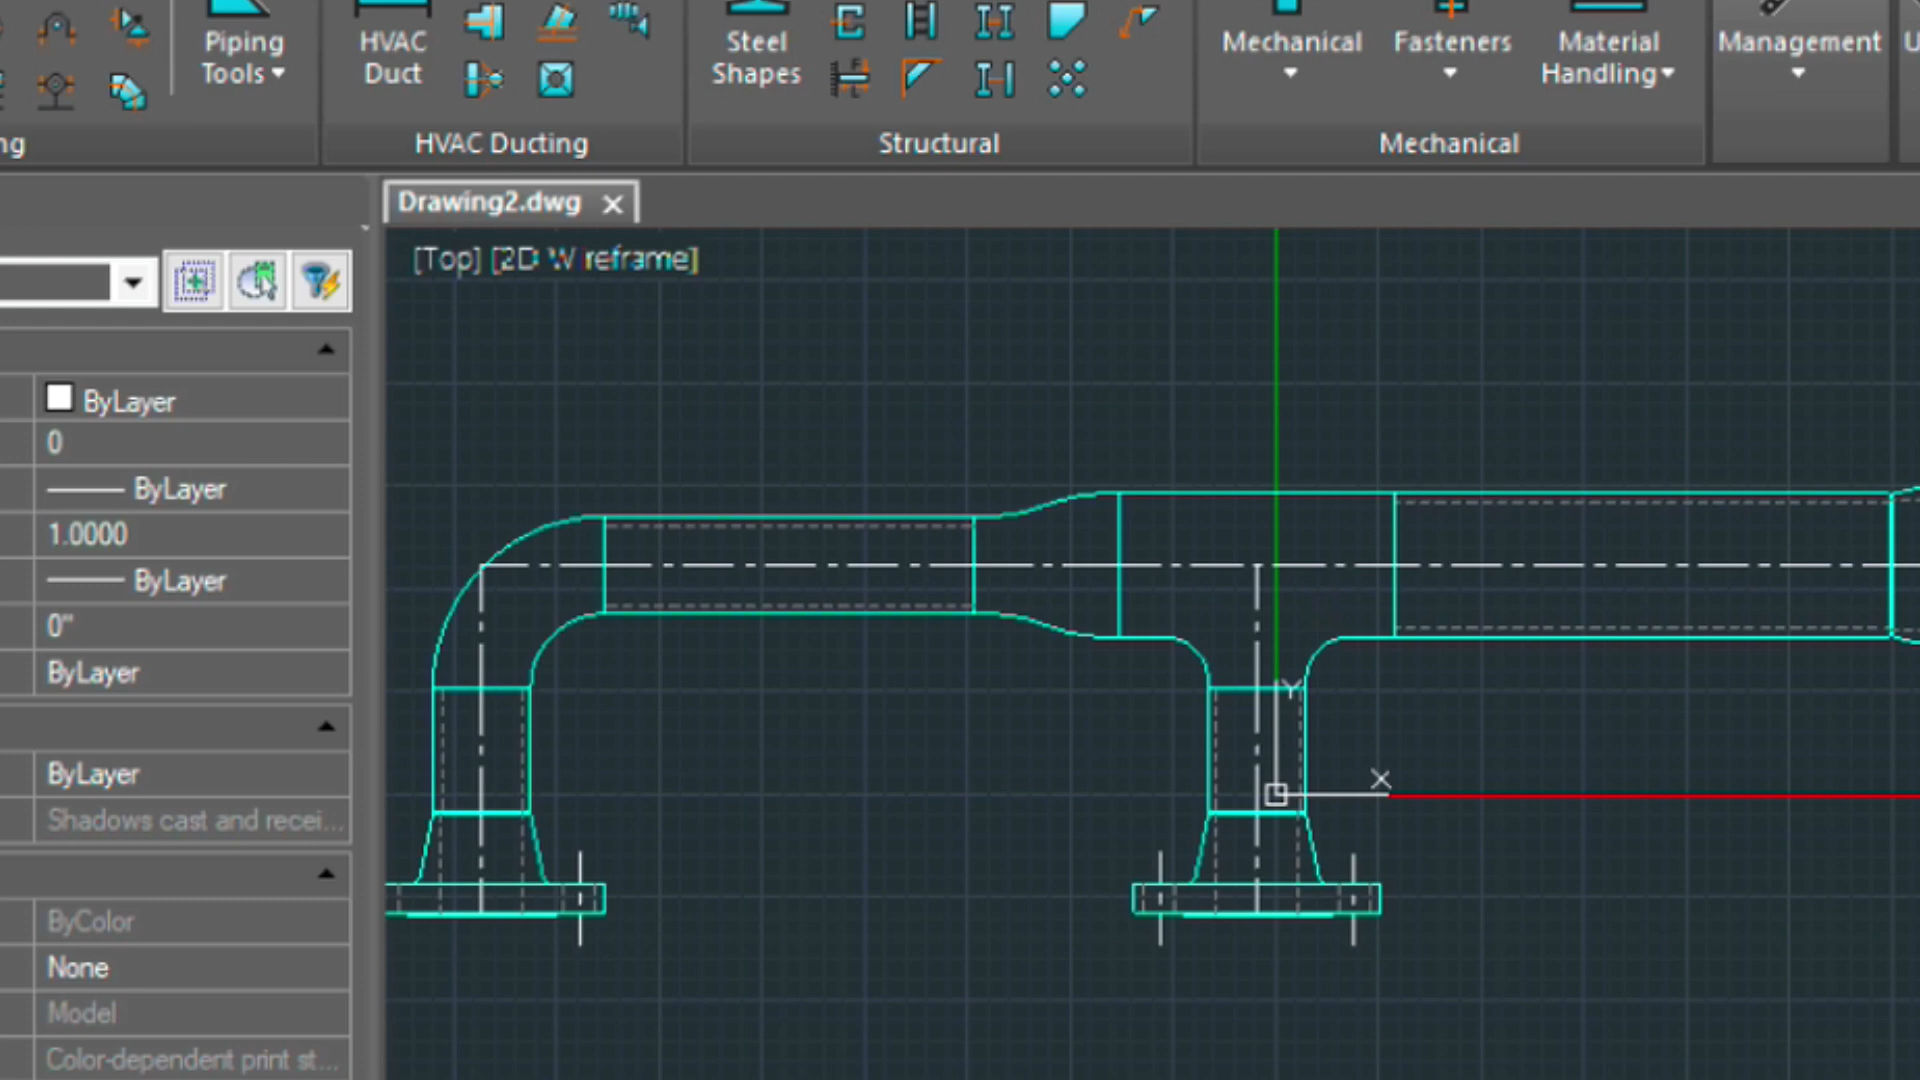 Piping
Tools
HVAC
Duct
Steel
Shapes
Mechanical
Fasteners
Material
Handling
Management
U
ng
HVAC Ducting
Structural
Mechanical
Drawing2.dwg
[Top] [2D Wireframe]
ByLayer
0
ByLayer
1.0000
ByLayer
0"
ByLayer
ByLayer
Shadows cast and recei...
ByColor
None
Model
Color-dependent print st...
Y
X